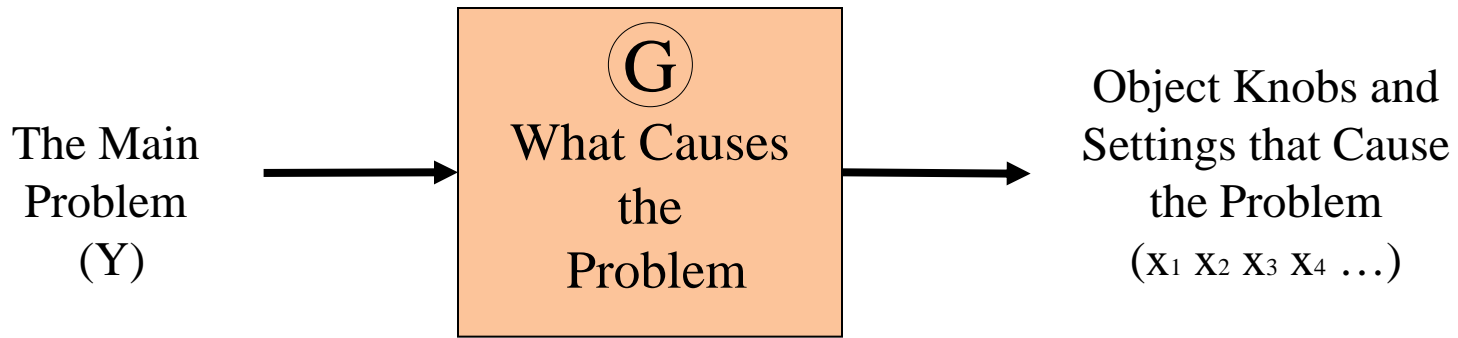 The Main
Problem
(Y)
G
What Causes
the
Problem
Object Knobs and
Settings that Cause
the Problem
(x₁ x₂ x₃ x₄ …)